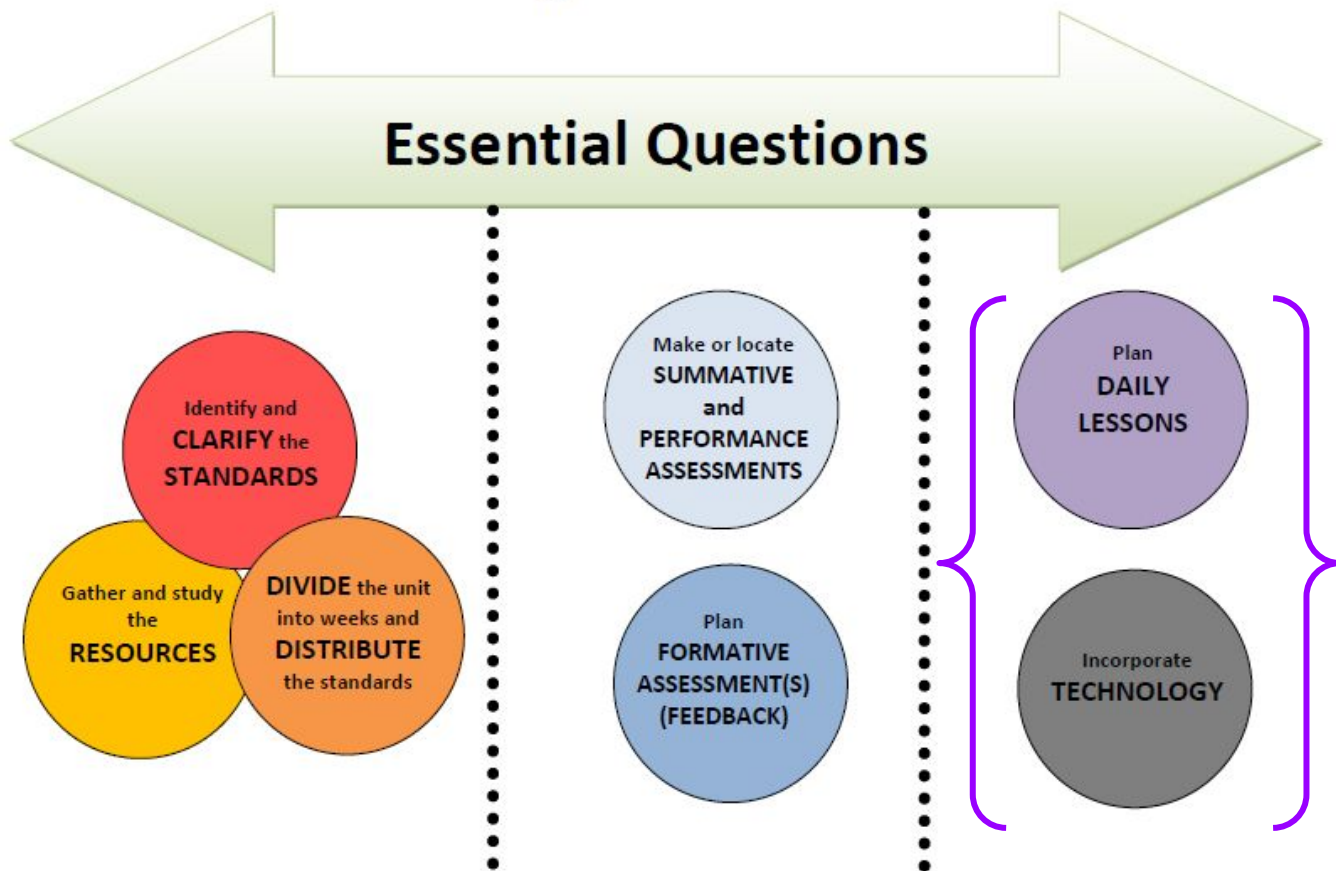 Essential Questions
Identify and
CLARIFY the
STANDARDS
Gather and study
the
RESOURCES
DIVIDE the unit
into weeks and
DISTRIBUTE
the standards
Make or locate
SUMMATIVE
and
PERFORMANCE
ASSESSMENTS
Plan
FORMATIVE
ASSESSMENT(S)
(FEEDBACK)
Plan
DAILY
LESSONS
Incorporate
TECHNOLOGY